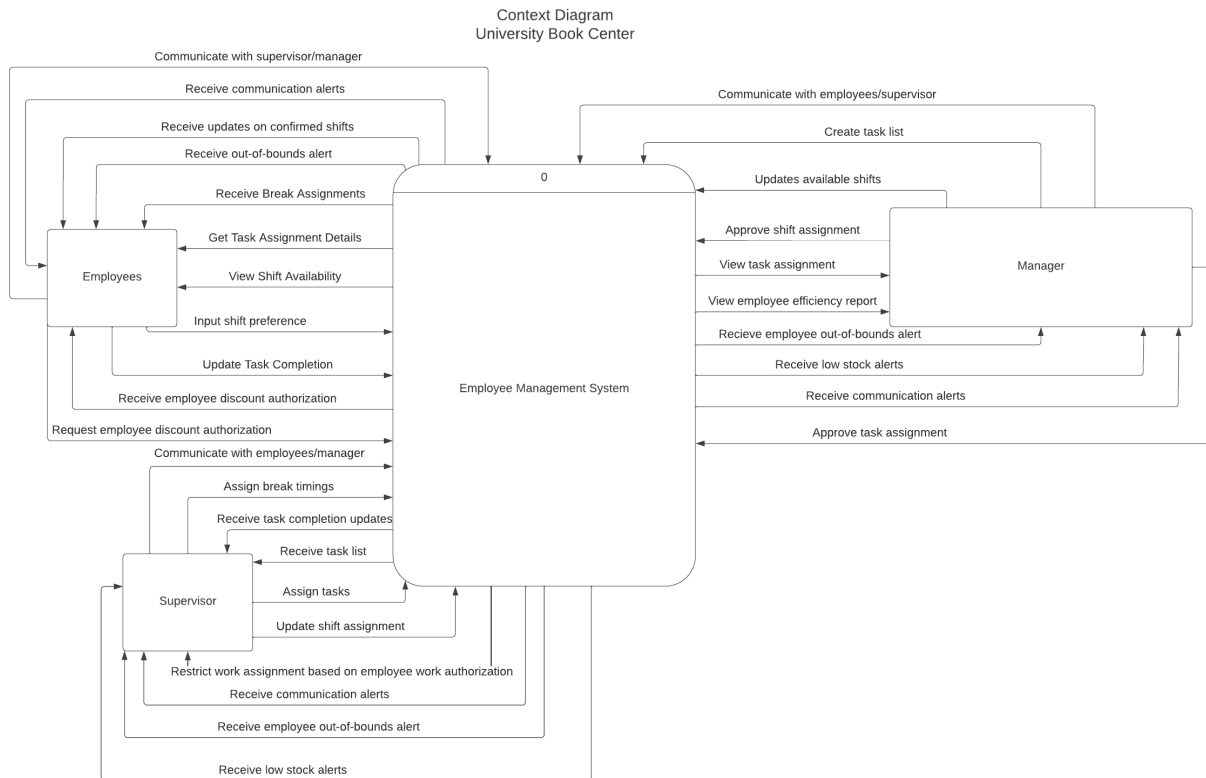 Context Diagram
University Book Center
Communicate with supervisor/manager
Receive communication alerts
Receive updates on confirmed shifts
Receive out-of-bounds alert
Receive Break Assignments
Get Task Assignment Details
View Shift Availability
Employees
Input shift preference
Update Task Completion
Receive employee discount authorization
Request employee discount authorization
0
Employee Management System
Communicate with employees/supervisor
Create task list
Updates available shifts
Approve shift assignment
View task assignment
Manager
View employee efficiency report
Recieve employee out-of-bounds alert
Receive low stock alerts
Receive communication alerts
Approve task assignment
Communicate with employees/manager
Assign break timings
Receive task completion updates
Receive task list
Supervisor
Assign tasks
Update shift assignment
Restrict work assignment based on employee work authorization
Receive communication alerts
Receive employee out-of-bounds alert
Receive low stock alerts